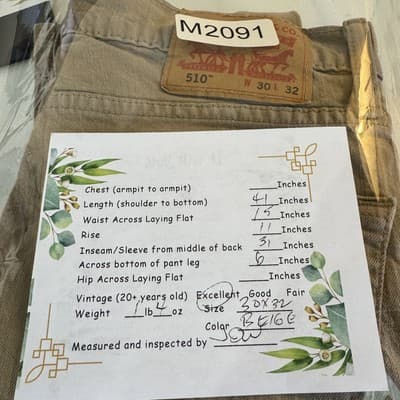 M2091
CO
510™ W 30 L 32
Chest (armpit to armpit) ____Inches
Length (shoulder to bottom) 41 Inches
Waist Across Laying Flat 15 Inches
Rise 11 Inches
Inseam/Sleeve from middle of back 31 Inches
Across bottom of pant leg 6 Inches
Hip Across Laying Flat ____Inches
Vintage (20+ years old) Excellent Good Fair
Weight 1 lb 4 oz Size 30X32
Color BEIGE
Measured and inspected by